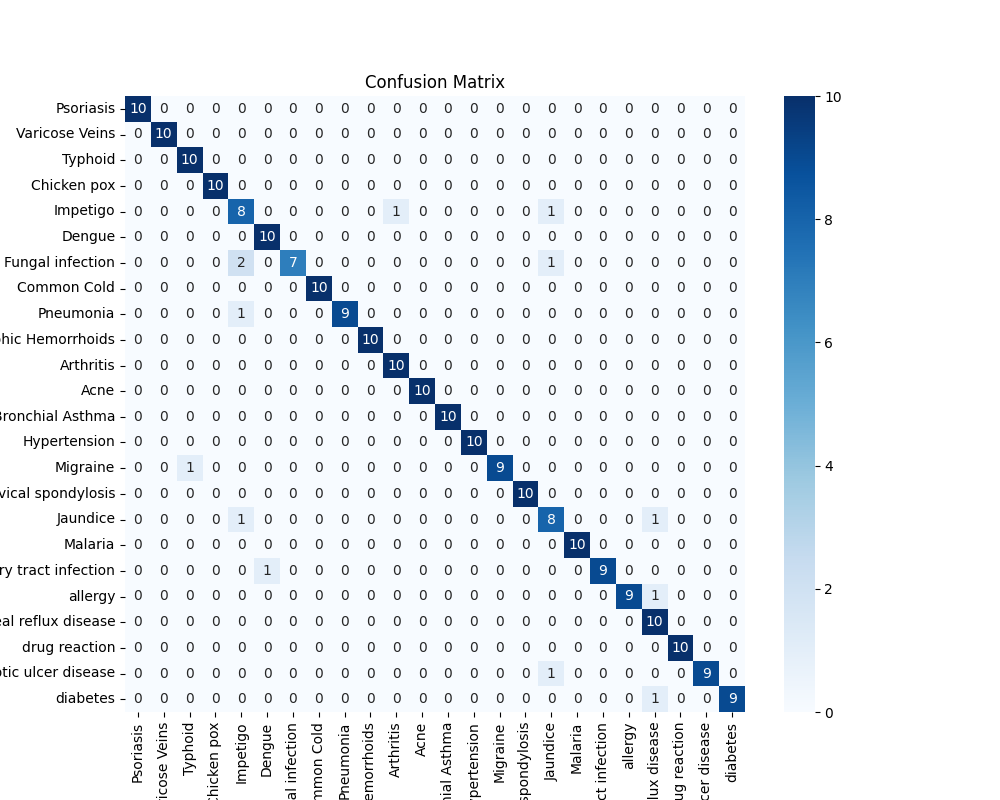 Confusion Matrix
Psoriasis 10 0 0 0 0 0 0 0 0 0 0 0 0 0 0 0 0 0 0 0 0 0 0 0
Varicose Veins 0 10 0 0 0 0 0 0 0 0 0 0 0 0 0 0 0 0 0 0 0 0 0 0
Typhoid 0 0 10 0 0 0 0 0 0 0 0 0 0 0 0 0 0 0 0 0 0 0 0 0
Chicken pox 0 0 0 10 0 0 0 0 0 0 0 0 0 0 0 0 0 0 0 0 0 0 0 0
Impetigo 0 0 0 0 8 0 0 0 0 0 1 0 0 0 0 0 1 0 0 0 0 0 0 0
Dengue 0 0 0 0 0 10 0 0 0 0 0 0 0 0 0 0 0 0 0 0 0 0 0 0
Fungal infection 0 0 0 0 2 0 7 0 0 0 0 0 0 0 0 0 1 0 0 0 0 0 0 0
Common Cold 0 0 0 0 0 0 0 10 0 0 0 0 0 0 0 0 0 0 0 0 0 0 0 0
Pneumonia 0 0 0 0 1 0 0 0 9 0 0 0 0 0 0 0 0 0 0 0 0 0 0 0
phic Hemorrhoids 0 0 0 0 0 0 0 0 0 10 0 0 0 0 0 0 0 0 0 0 0 0 0 0
Arthritis 0 0 0 0 0 0 0 0 0 0 10 0 0 0 0 0 0 0 0 0 0 0 0 0
Acne 0 0 0 0 0 0 0 0 0 0 0 10 0 0 0 0 0 0 0 0 0 0 0 0
Bronchial Asthma 0 0 0 0 0 0 0 0 0 0 0 0 10 0 0 0 0 0 0 0 0 0 0 0
Hypertension 0 0 0 0 0 0 0 0 0 0 0 0 0 10 0 0 0 0 0 0 0 0 0 0
Migraine 0 0 1 0 0 0 0 0 0 0 0 0 0 0 9 0 0 0 0 0 0 0 0 0
vical spondylosis 0 0 0 0 0 0 0 0 0 0 0 0 0 0 0 10 0 0 0 0 0 0 0 0
Jaundice 0 0 0 0 1 0 0 0 0 0 0 0 0 0 0 0 8 0 0 0 1 0 0 0
Malaria 0 0 0 0 0 0 0 0 0 0 0 0 0 0 0 0 0 10 0 0 0 0 0 0
ry tract infection 0 0 0 0 0 1 0 0 0 0 0 0 0 0 0 0 0 0 9 0 0 0 0 0
allergy 0 0 0 0 0 0 0 0 0 0 0 0 0 0 0 0 0 0 0 9 1 0 0 0
eal reflux disease 0 0 0 0 0 0 0 0 0 0 0 0 0 0 0 0 0 0 0 0 10 0 0 0
drug reaction 0 0 0 0 0 0 0 0 0 0 0 0 0 0 0 0 0 0 0 0 0 10 0 0
ptic ulcer disease 0 0 0 0 0 0 0 0 0 0 0 0 0 0 0 0 1 0 0 0 0 0 9 0
diabetes 0 0 0 0 0 0 0 0 0 0 0 0 0 0 0 0 0 0 0 0 1 0 0 9
Psoriasis
ricose Veins
Typhoid
Chicken pox
Impetigo
Dengue
al infection
mmon Cold
Pneumonia
emorrhoids
Arthritis
Acne
nial Asthma
pertension
Migraine
spondylosis
Jaundice
Malaria
ct infection
allergy
lux disease
ug reaction
cer disease
diabetes
10
8
6
4
2
0